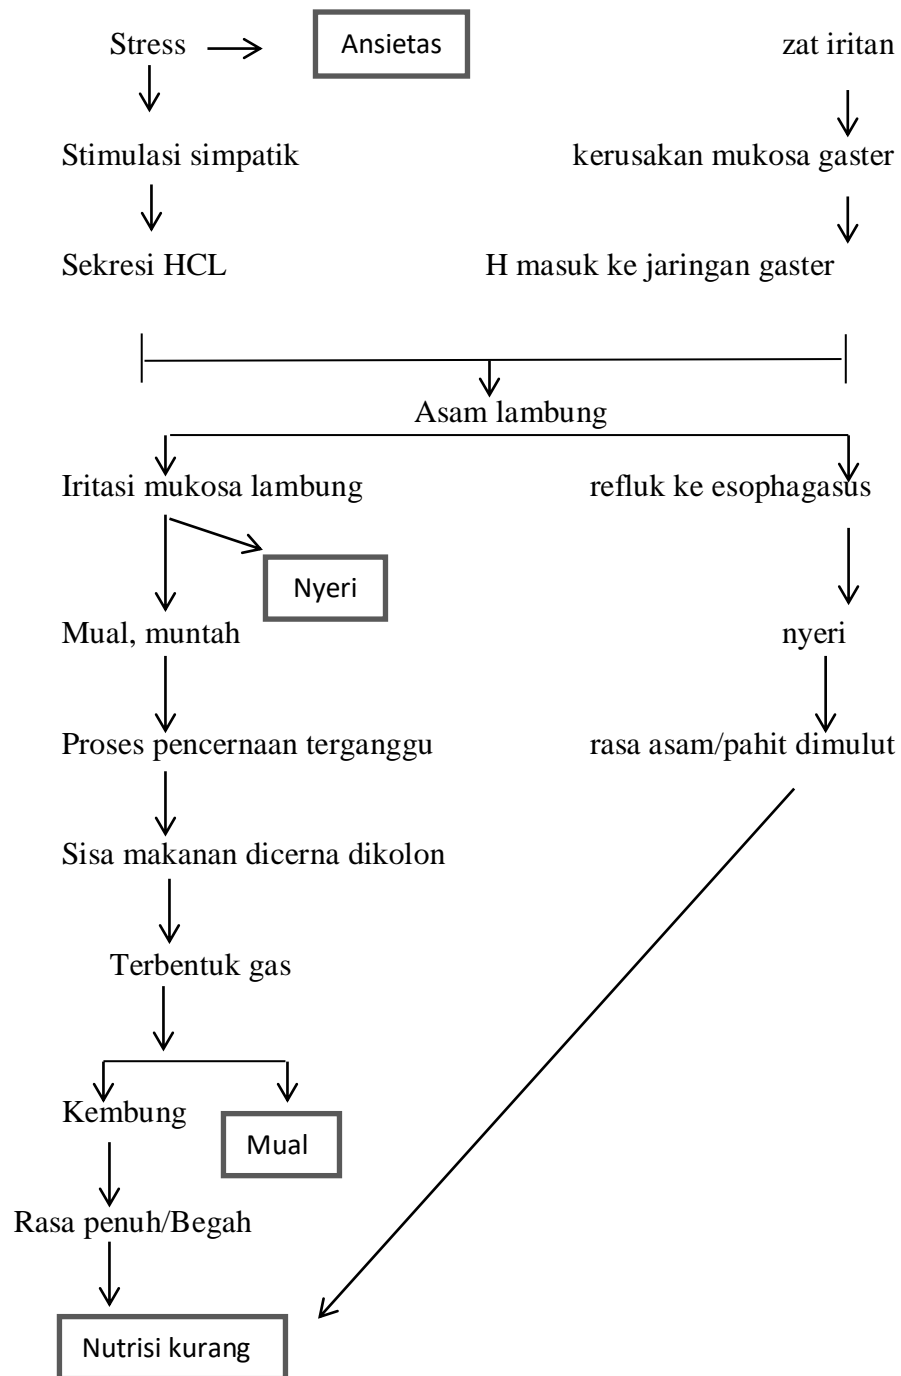 Stress
Ansietas
zat iritan
Stimulasi simpatik
kerusakan mukosa gaster
Sekresi HCL
H masuk ke jaringan gaster
Asam lambung
Iritasi mukosa lambung
refluk ke esophagasus
Nyeri
Mual, muntah
nyeri
Proses pencernaan terganggu
rasa asam/pahit dimulut
Sisa makanan dicerna dikolon
Terbentuk gas
Kembung
Mual
Rasa penuh/Begah
Nutrisi kurang